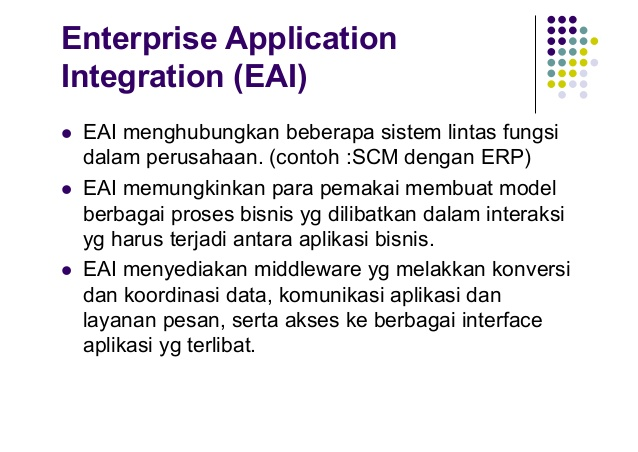 Enterprise Application
Integration (EAI)
EAI menghubungkan beberapa sistem lintas fungsi
dalam perusahaan. (contoh :SCM dengan ERP)
EAI memungkinkan para pemakai membuat model
berbagai proses bisnis yg dilibatkan dalam interaksi
yg harus terjadi antara aplikasi bisnis.
EAI menyediakan middleware yg melakkan konversi
dan koordinasi data, komunikasi aplikasi dan
layanan pesan, serta akses ke berbagai interface
aplikasi yg terlibat.